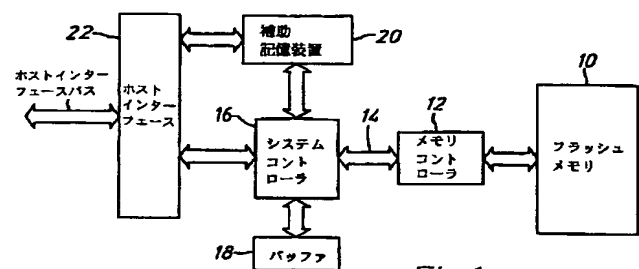 22
ホストインター
フェースバス
ホスト
インター
フェース
補助
記憶装置
20
16
システム
コント
ローラ
14
12
メモリ
コント
ローラ
10
フラッシュ
メモリ
18
バッファ